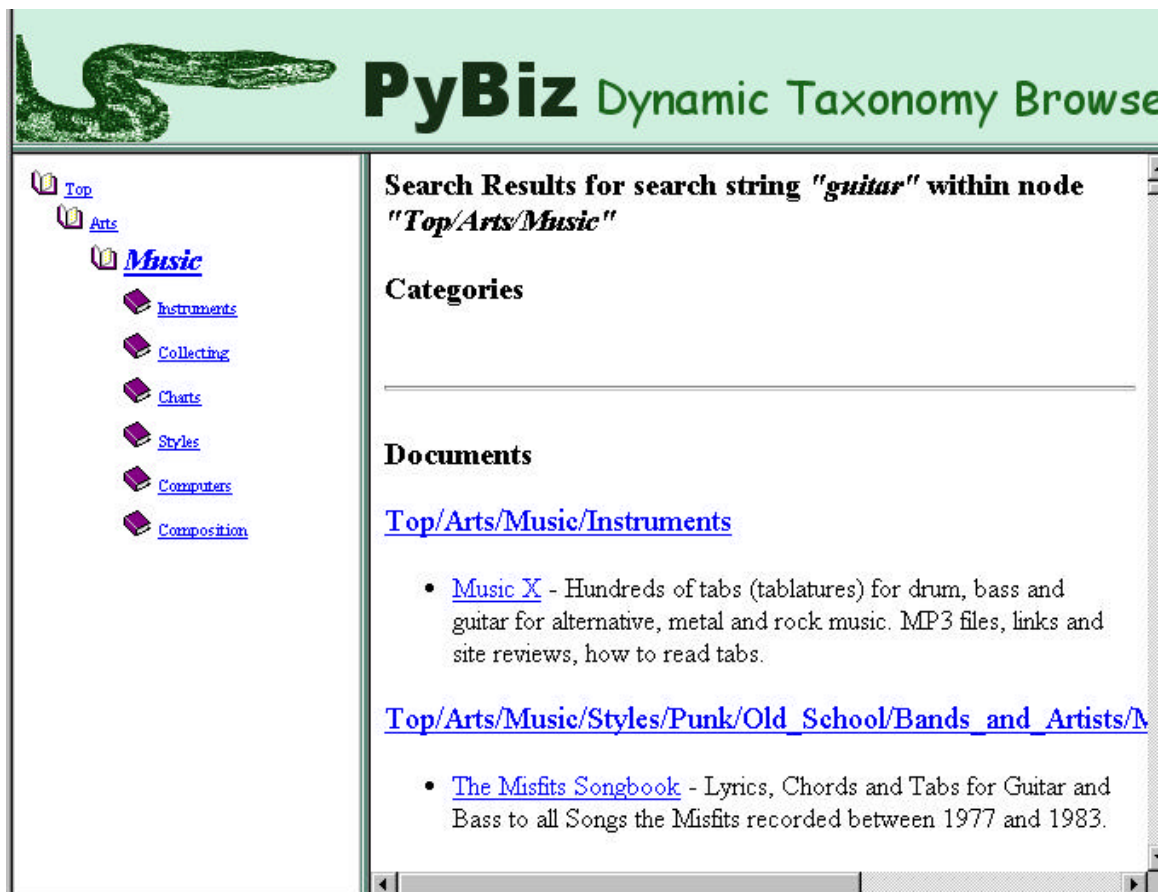 PyBiz Dynamic Taxonomy Browse
Top
Arts
Music
Instruments
Collecting
Charts
Styles
Computers
Composition
Search Results for search string "guitar" within node
"Top/Arts/Music"
Categories
Documents
Top/Arts/Music/Instruments
• Music X - Hundreds of tabs (tablatures) for drum, bass and
guitar for alternative, metal and rock music. MP3 files, links and
site reviews, how to read tabs.
Top/Arts/Music/Styles/Punk/Old_School/Bands_and_Artists/M
• The Misfits Songbook - Lyrics, Chords and Tabs for Guitar and
Bass to all Songs the Misfits recorded between 1977 and 1983.